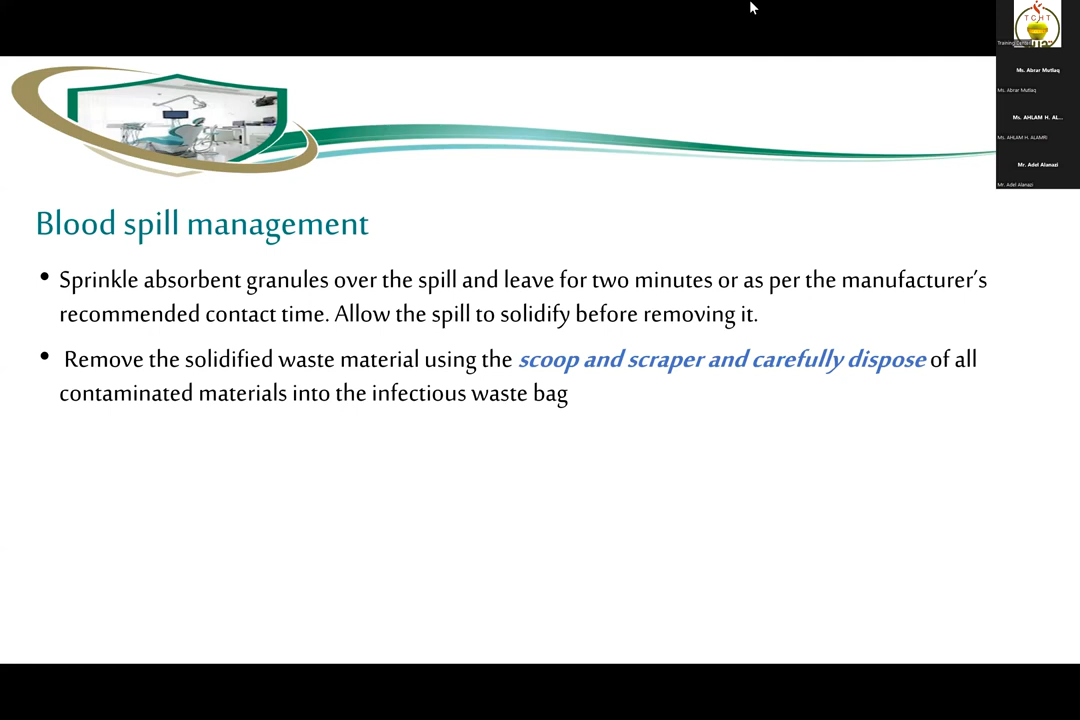 TCHT
Training Center
Ms. Abrar Mutlaq
Ms. Abrar Mutlaq
Ms. AHLAM H. AL...
Ms. AHLAM H. ALAMRI
Mr. Adel Alanazi
Mr. Adel Alanazi
Blood spill management
• Sprinkle absorbent granules over the spill and leave for two minutes or as per the manufacturer’s
recommended contact time. Allow the spill to solidify before removing it.
• Remove the solidified waste material using the scoop and scraper and carefully dispose of all
contaminated materials into the infectious waste bag